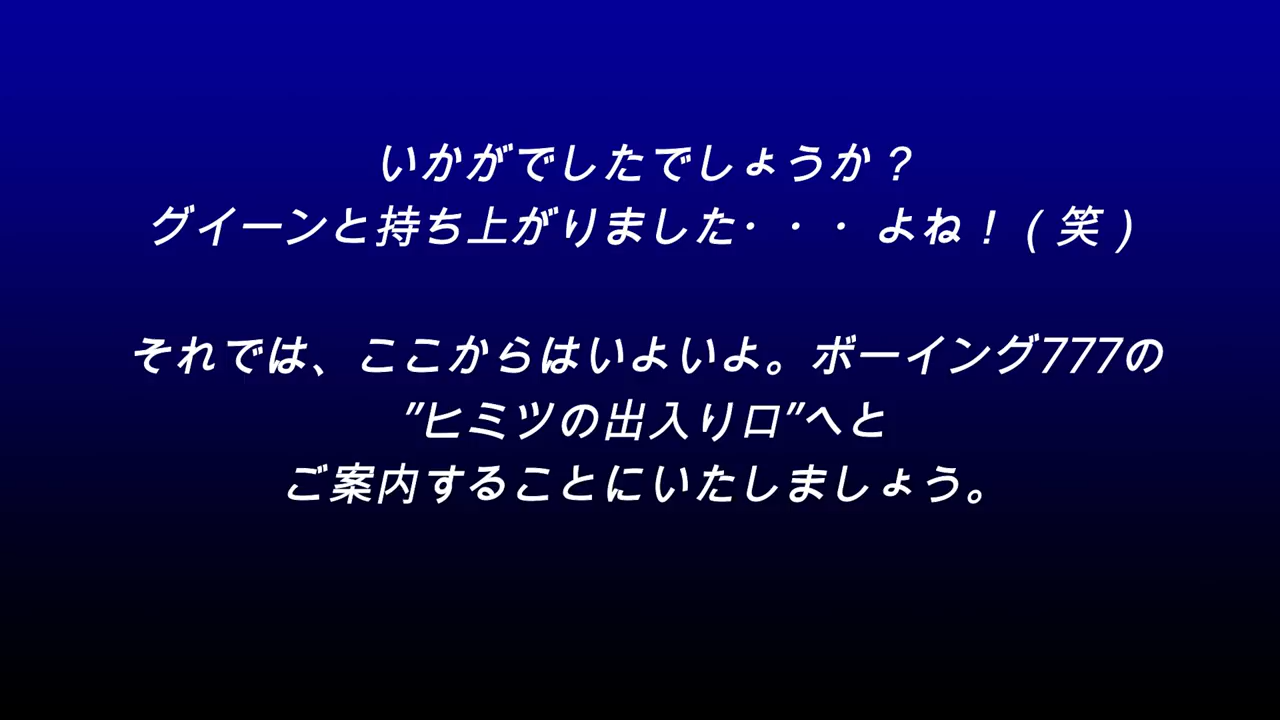 いかがでしたでしょうか？
グイーンと持ち上がりました・・・よね！（笑）
それでは、ここからはいよいよ。ボーイング777の
"ヒミツの出入り口"へと
ご案内することにいたしましょう。